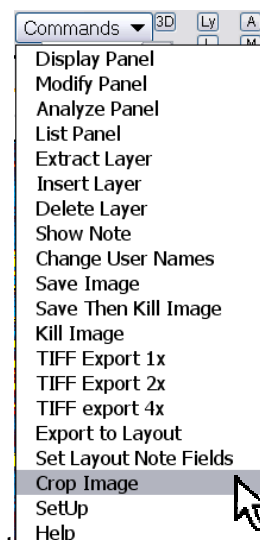 Commands 3D Ly A
Display Panel
Modify Panel
Analyze Panel
List Panel
Extract Layer
Insert Layer
Delete Layer
Show Note
Change User Names
Save Image
Save Then Kill Image
Kill Image
TIFF Export 1x
TIFF Export 2x
TIFF export 4x
Export to Layout
Set Layout Note Fields
Crop Image
SetUp
Help